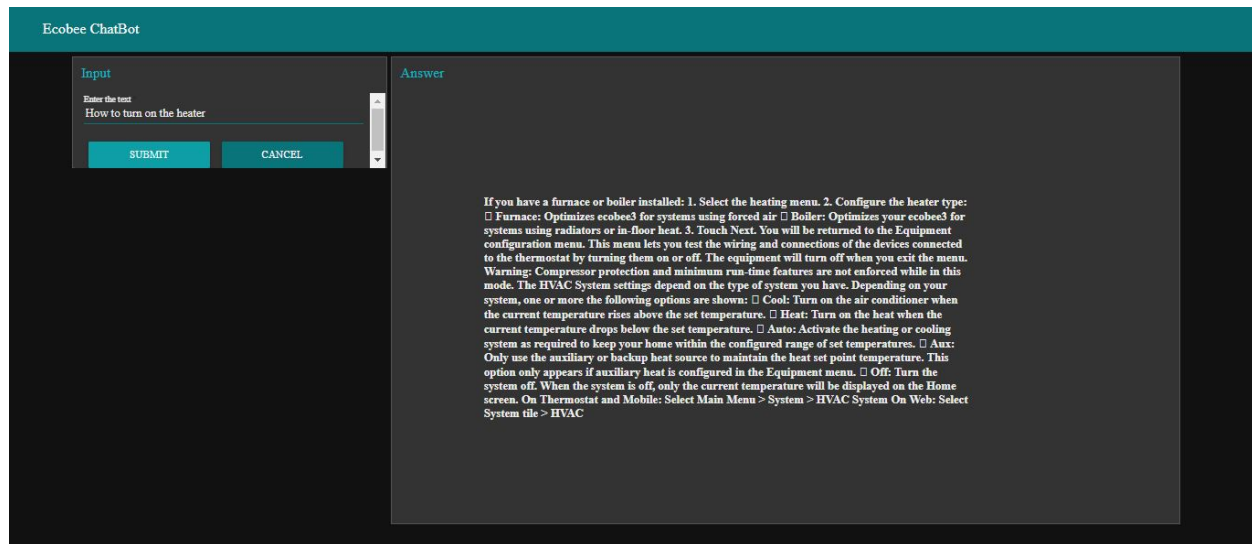 Ecobee ChatBot
Input
Enter the text
How to turn on the heater
SUBMIT
CANCEL
Answer
If you have a furnace or boiler installed: 1. Select the heating menu. 2. Configure the heater type:
□ Furnace: Optimizes ecobee3 for systems using forced air □ Boiler: Optimizes your ecobee3 for
systems using radiators or in-floor heat. 3. Touch Next. You will be returned to the Equipment
configuration menu. This menu lets you test the wiring and connections of the devices connected
to the thermostat by turning them on or off. The equipment will turn off when you exit the menu.
Warning: Compressor protection and minimum run-time features are not enforced while in this
mode. The HVAC System settings depend on the type of system you have. Depending on your
system, one or more the following options are shown: □ Cool: Turn on the air conditioner when
the current temperature rises above the set temperature. □ Heat: Turn on the heat when the
current temperature drops below the set temperature. □ Auto: Activate the heating or cooling
system as required to keep your home within the configured range of set temperatures. □ Aux:
Only use the auxiliary or backup heat source to maintain the heat set point temperature. This
option only appears if auxiliary heat is configured in the Equipment menu. □ Off: Turn the
system off. When the system is off, only the current temperature will be displayed on the Home
screen. On Thermostat and Mobile: Select Main Menu > System > HVAC System On Web: Select
System tile > HVAC